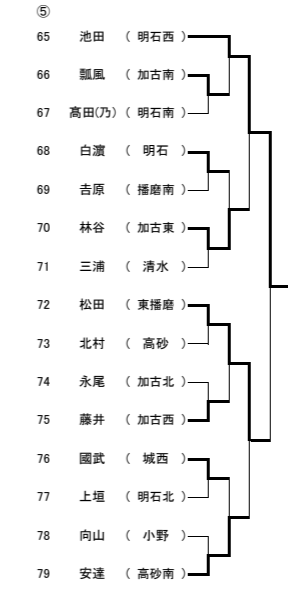 ⑤
65 池田 ( 明石西 )
66 瓢風 ( 加古南 )
67 髙田(乃) ( 明石南 )
68 白濵 ( 明石 )
69 𠮷原 ( 播磨南 )
70 林谷 ( 加古東 )
71 三浦 ( 清水 )
72 松田 ( 東播磨 )
73 北村 ( 高砂 )
74 永尾 ( 加古北 )
75 藤井 ( 加古西 )
76 國武 ( 城西 )
77 上垣 ( 明石北 )
78 向山 ( 小野 )
79 安達 ( 高砂南 )